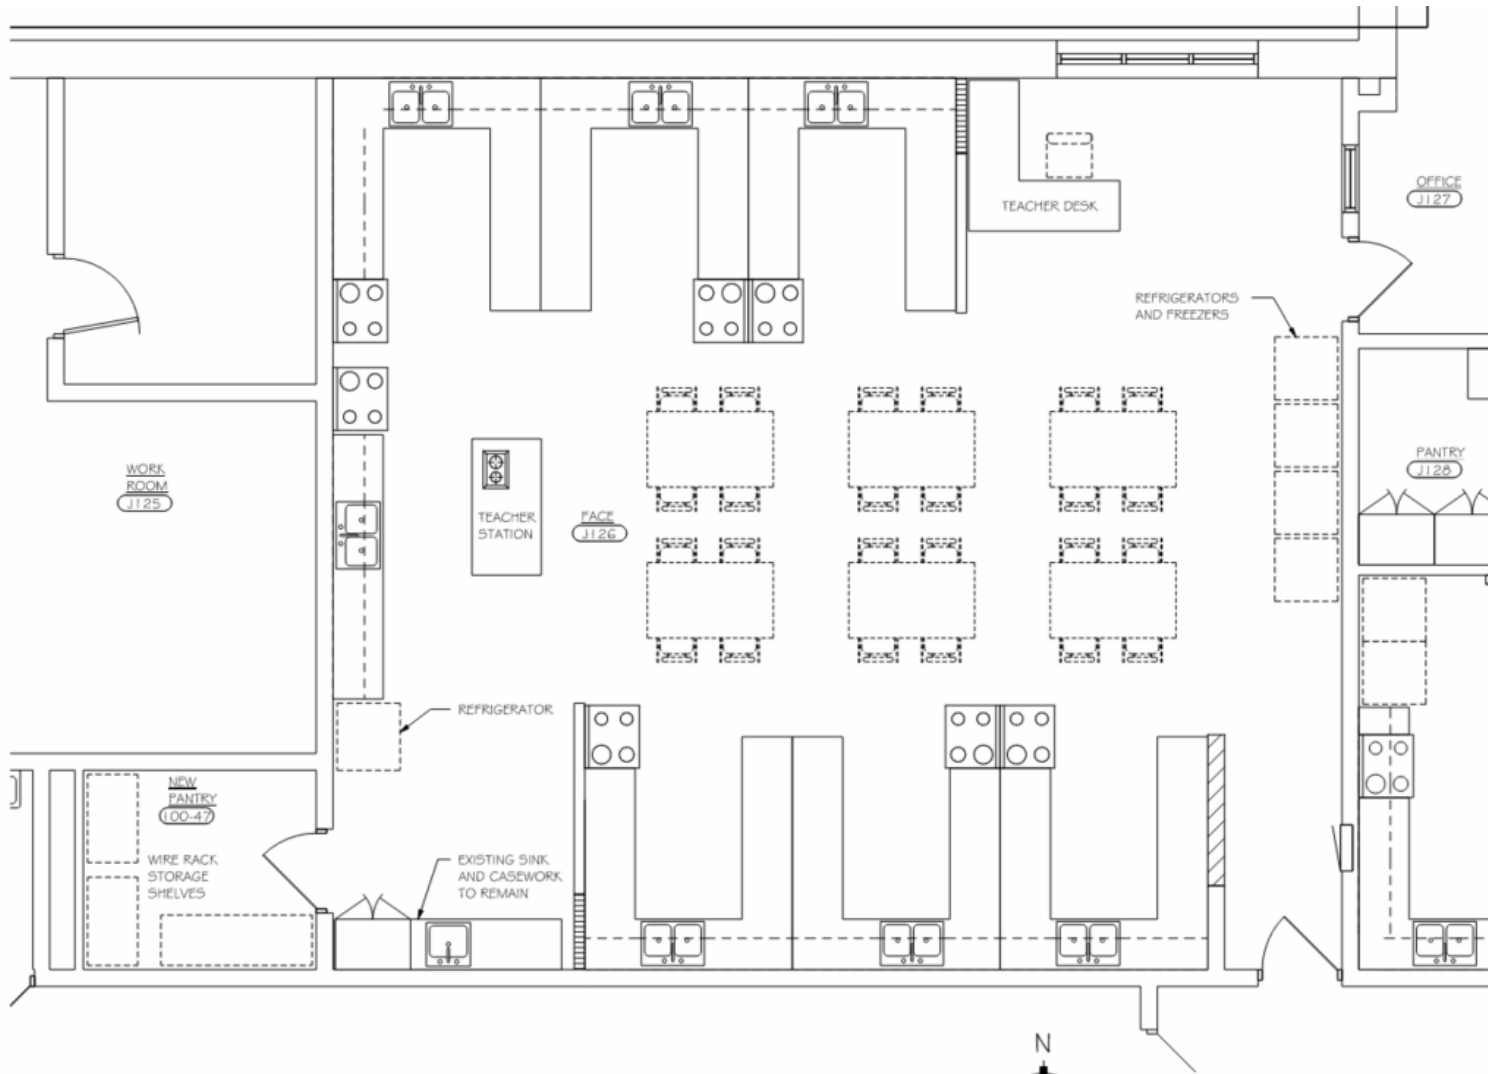 OFFICE
J127
TEACHER DESK
REFRIGERATORS
AND FREEZERS
PANTRY
J128
WORK
ROOM
J125
TEACHER
STATION
FACE
J126
REFRIGERATOR
NEW
PANTRY
100-47
WIRE RACK
STORAGE
SHELVES
EXISTING SINK
AND CASEWORK
TO REMAIN
N